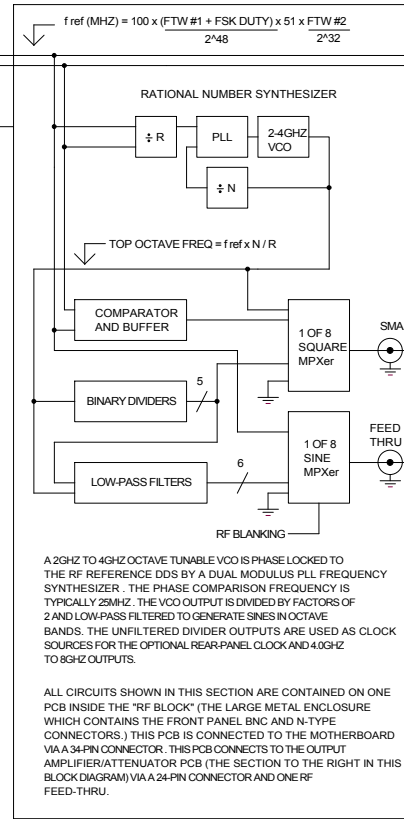 f ref (MHZ) = 100 x (FTW #1 + FSK DUTY) x 51 x FTW #2
2^48 2^32
RATIONAL NUMBER SYNTHESIZER
÷ R
PLL
2-4GHZ
VCO
÷ N
TOP OCTAVE FREQ = f ref x N / R
COMPARATOR
AND BUFFER
1 OF 8
SQUARE
MPXer
SMA
BINARY DIVIDERS
5
LOW-PASS FILTERS
6
1 OF 8
SINE
MPXer
FEED
THRU
RF BLANKING
A 2GHZ TO 4GHZ OCTAVE TUNABLE VCO IS PHASE LOCKED TO
THE RF REFERENCE DDS BY A DUAL MODULUS PLL FREQUENCY
SYNTHESIZER . THE PHASE COMPARISON FREQUENCY IS
TYPICALLY 25MHZ . THE VCO OUTPUT IS DIVIDED BY FACTORS OF
2 AND LOW-PASS FILTERED TO GENERATE SINES IN OCTAVE
BANDS. THE UNFILTERED DIVIDER OUTPUTS ARE USED AS CLOCK
SOURCES FOR THE OPTIONAL REAR-PANEL CLOCK AND 4.0GHZ
TO 8GHZ OUTPUTS.
ALL CIRCUITS SHOWN IN THIS SECTION ARE CONTAINED ON ONE
PCB INSIDE THE "RF BLOCK" (THE LARGE METAL ENCLOSURE
WHICH CONTAINS THE FRONT PANEL BNC AND N-TYPE
CONNECTORS.) THIS PCB IS CONNECTED TO THE MOTHERBOARD
VIA A 34-PIN CONNECTOR . THIS PCB CONNECTS TO THE OUTPUT
AMPLIFIER/ATTENUATOR PCB (THE SECTION TO THE RIGHT IN THIS
BLOCK DIAGRAM) VIA A 24-PIN CONNECTOR AND ONE RF
FEED-THRU.